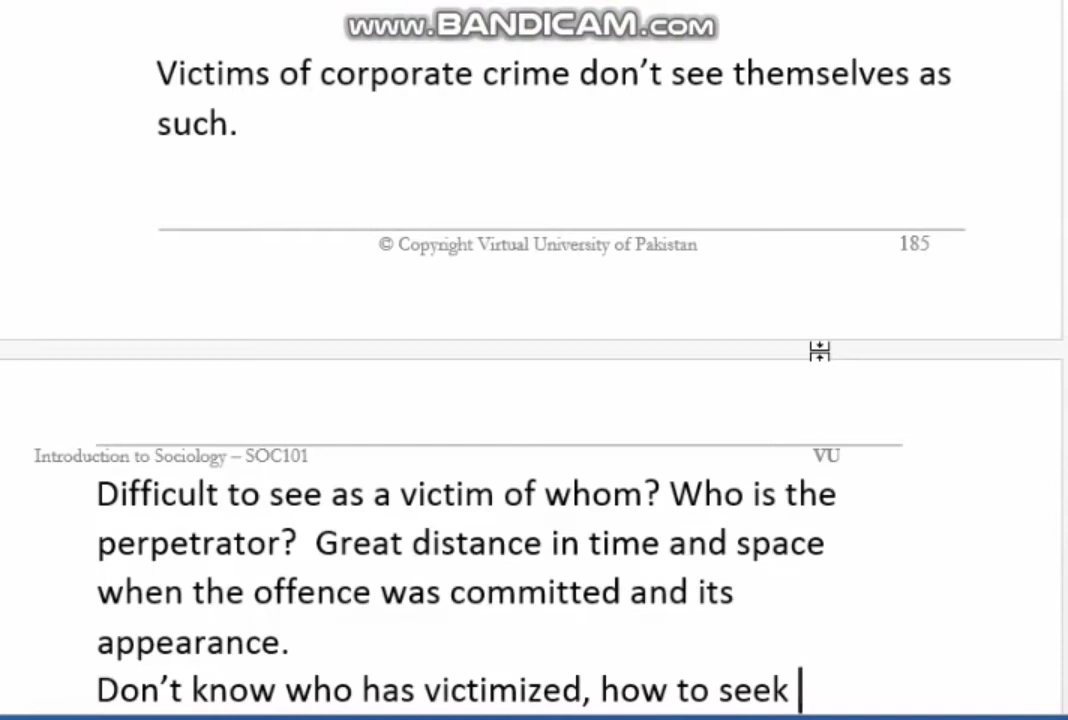 www.BANDICAM.COM
Victims of corporate crime don’t see themselves as
such.
© Copyright Virtual University of Pakistan 185
Introduction to Sociology – SOC101 VU
Difficult to see as a victim of whom? Who is the
perpetrator?  Great distance in time and space
when the offence was committed and its
appearance.
Don’t know who has victimized, how to seek